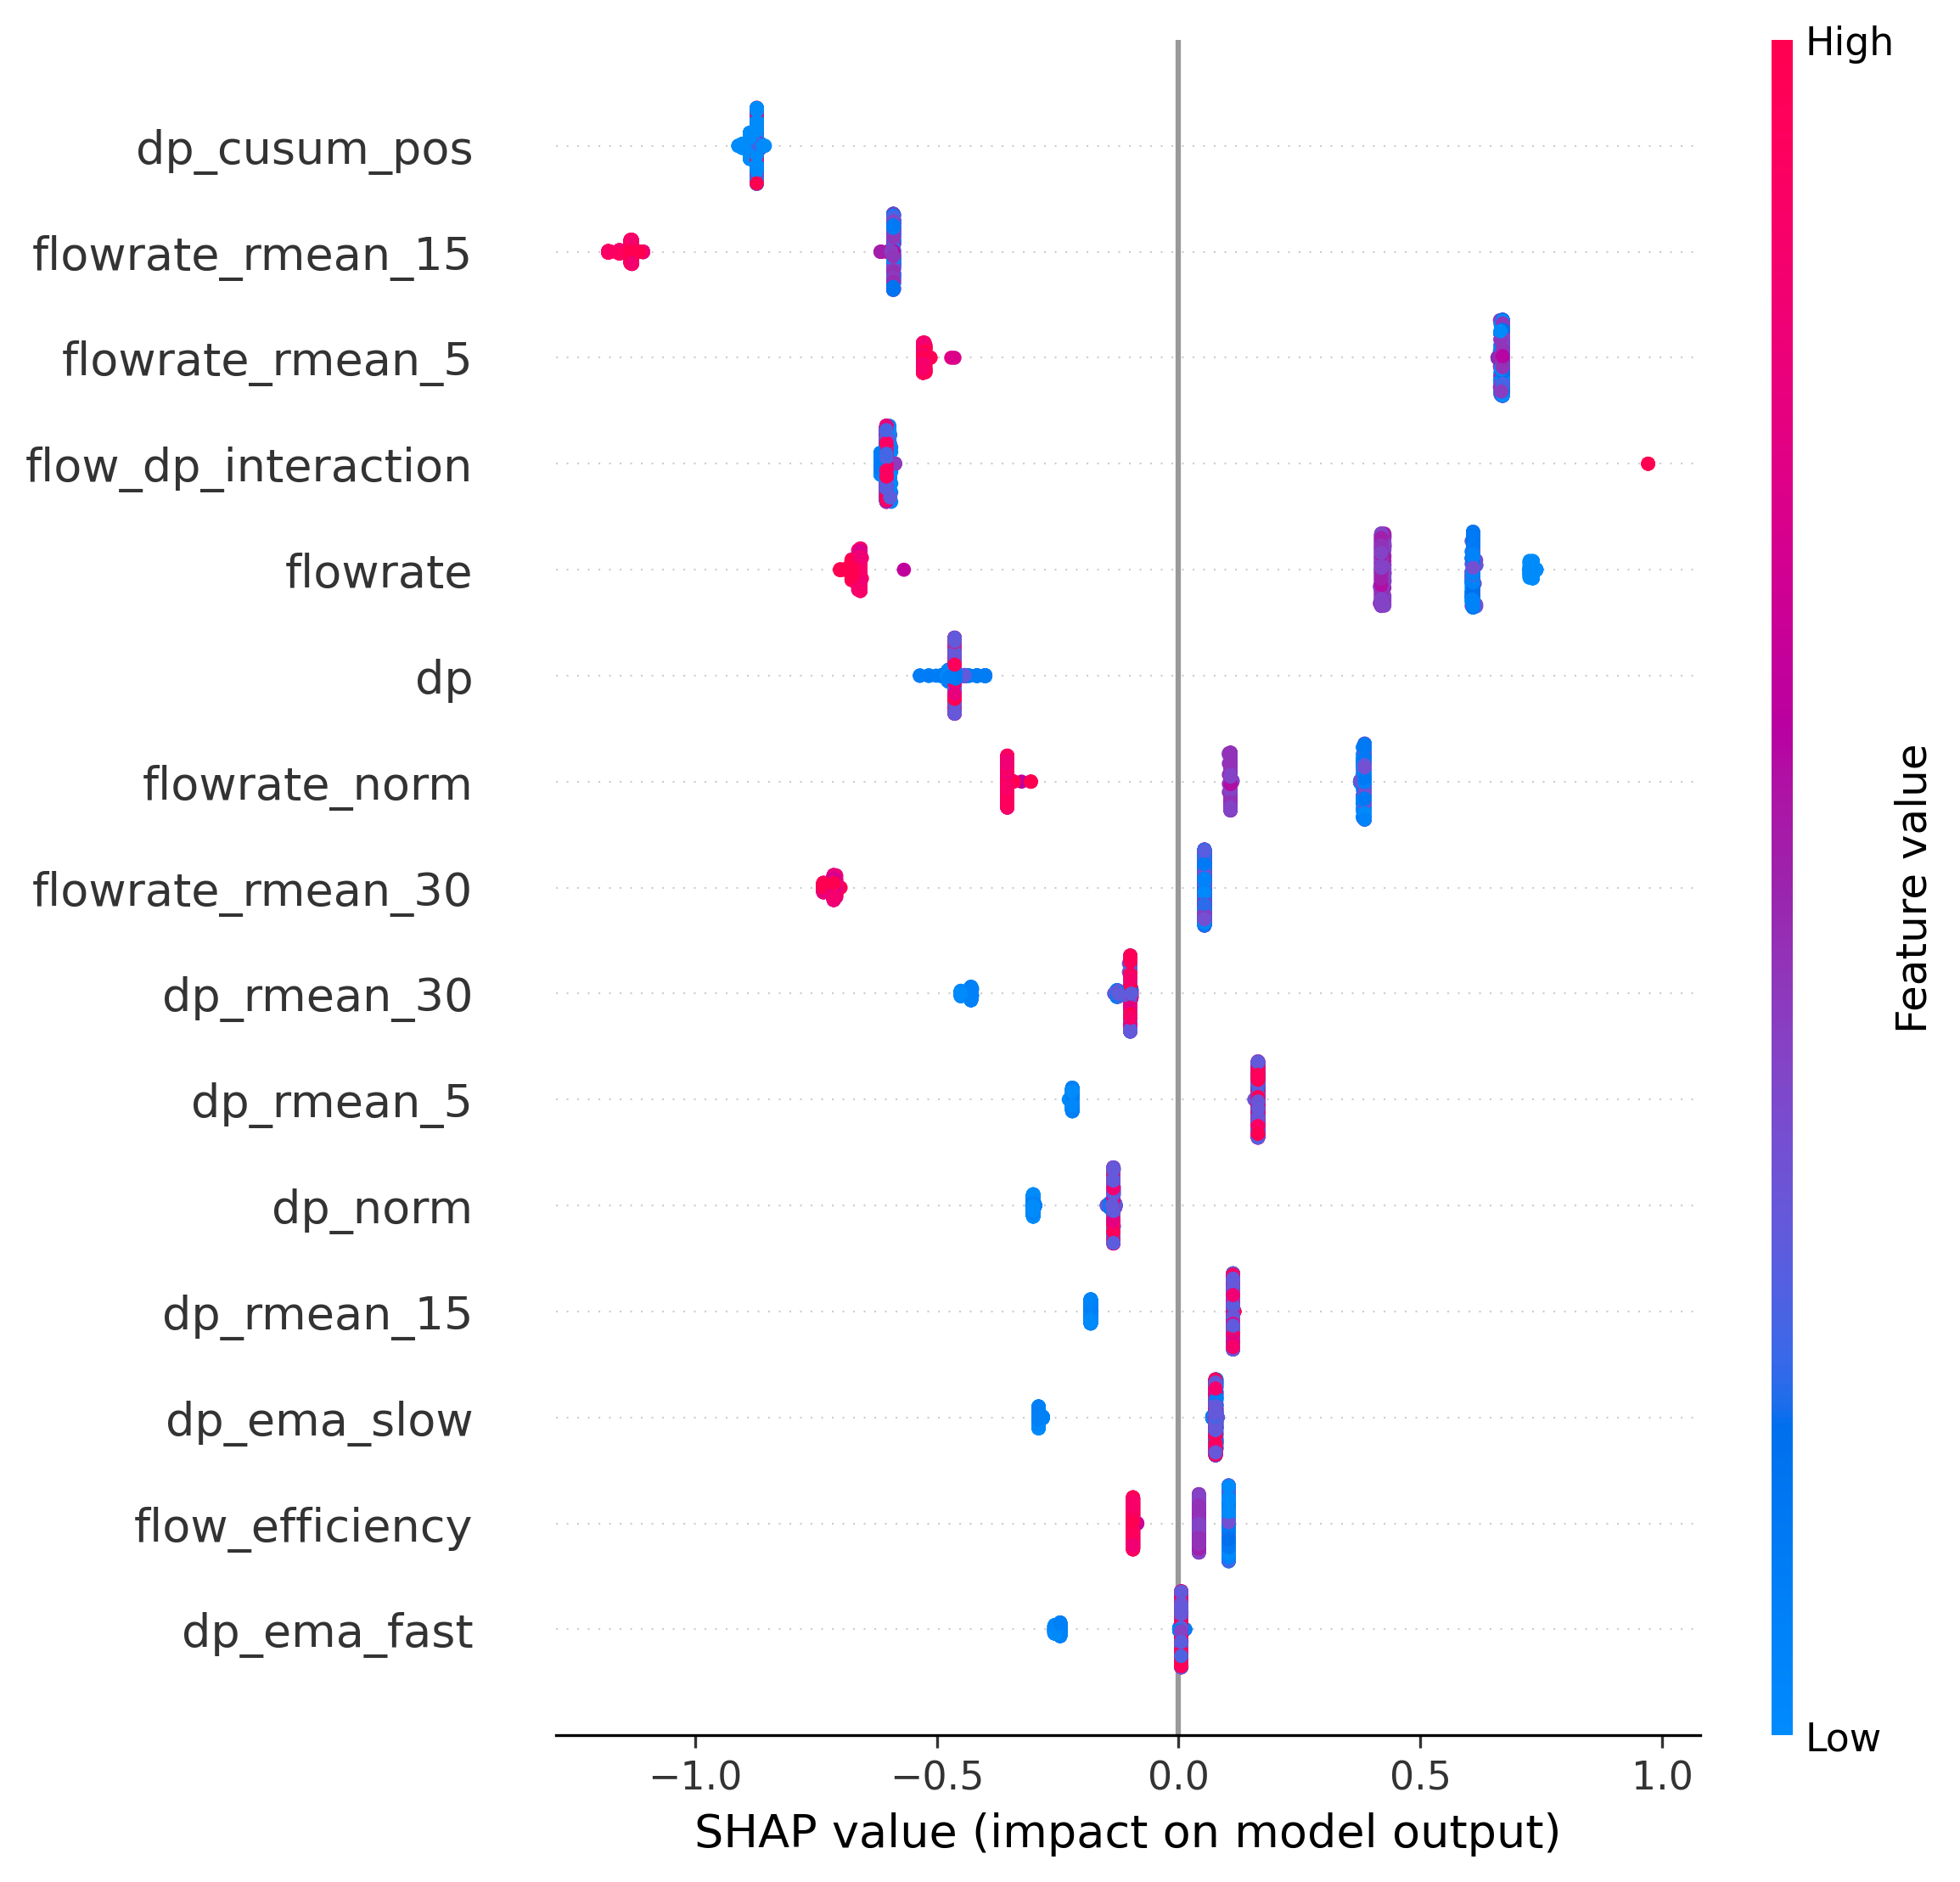 High
dp_cusum_pos
flowrate_rmean_15
flowrate_rmean_5
flow_dp_interaction
flowrate
dp
flowrate_norm
flowrate_rmean_30
dp_rmean_30
dp_rmean_5
dp_norm
dp_rmean_15
dp_ema_slow
flow_efficiency
dp_ema_fast
Feature value
Low
−1.0 −0.5 0.0 0.5 1.0
SHAP value (impact on model output)